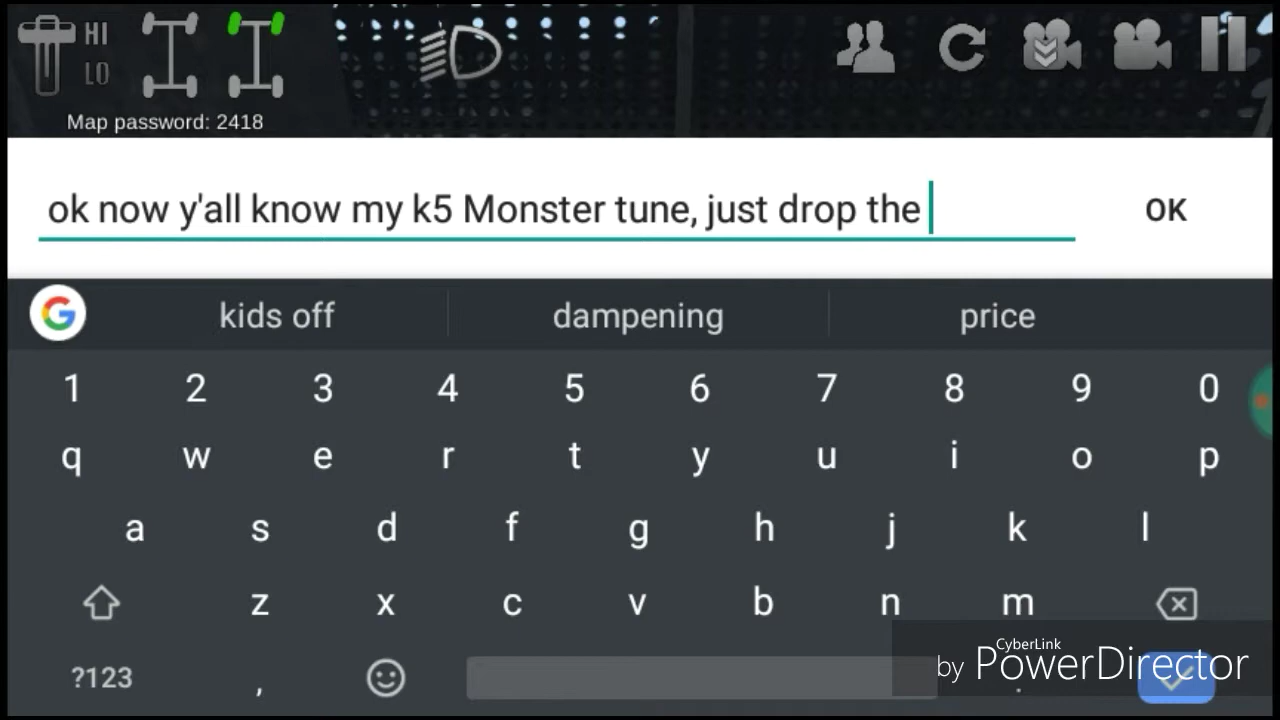 HI
LO
Map password: 2418
ok now y'all know my k5 Monster tune, just drop the
OK
G
kids off
dampening
price
1 2 3 4 5 6 7 8 9 0
q w e r t y u i o p
a s d f g h j k l
z x c v b n m
?123 , .
CyberLink
by PowerDirector